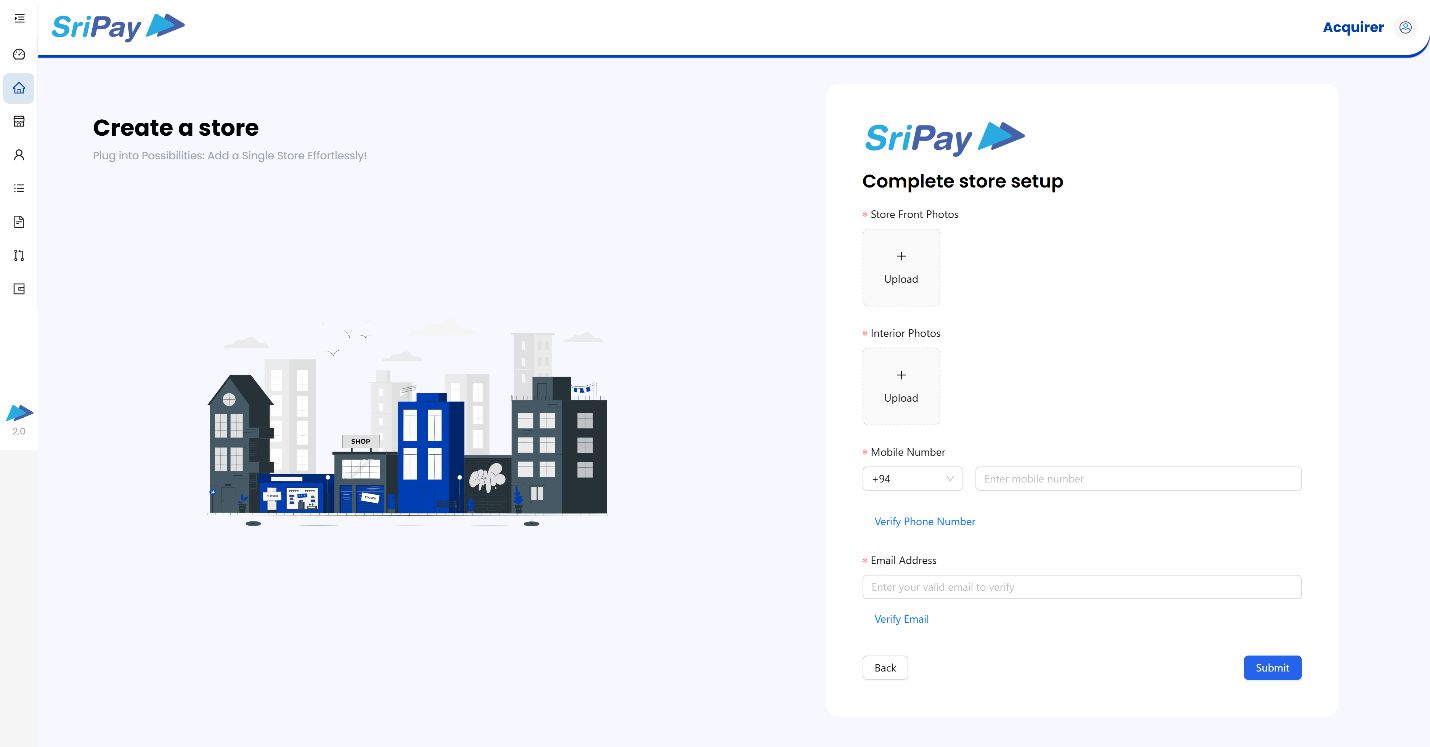 SriPay
Acquirer
Create a store
Plug into Possibilities: Add a Single Store Effortlessly!
SHOP
2.0
SriPay
Complete store setup
* Store Front Photos
+
Upload
* Interior Photos
+
Upload
* Mobile Number
+94 Enter mobile number
Verify Phone Number
* Email Address
Enter your valid email to verify
Verify Email
Back Submit